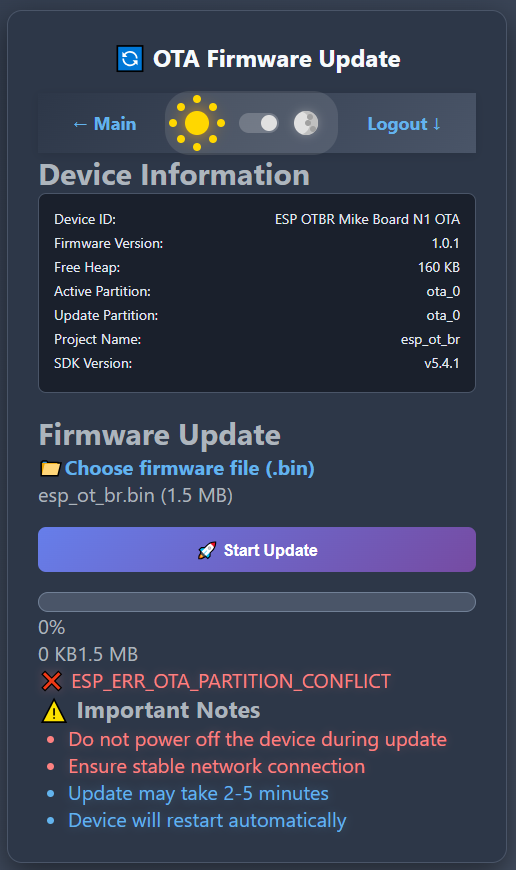 OTA Firmware Update
← Main
Logout ↓
Device Information
Device ID: ESP OTBR Mike Board N1 OTA
Firmware Version: 1.0.1
Free Heap: 160 KB
Active Partition: ota_0
Update Partition: ota_0
Project Name: esp_ot_br
SDK Version: v5.4.1
Firmware Update
Choose firmware file (.bin)
esp_ot_br.bin (1.5 MB)
Start Update
0%
0 KB1.5 MB
ESP_ERR_OTA_PARTITION_CONFLICT
Important Notes
Do not power off the device during update
Ensure stable network connection
Update may take 2-5 minutes
Device will restart automatically